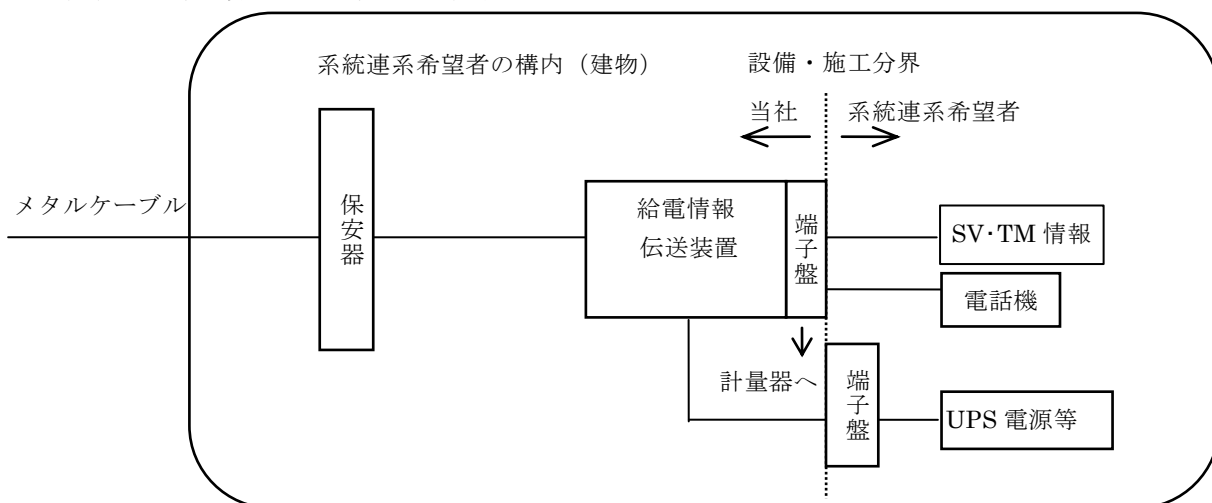 系統連系希望者の構内（建物）
設備・施工分界
当社
系統連系希望者
メタルケーブル
保安器
給電情報
伝送装置
端子盤
SV･TM 情報
電話機
計量器へ
端子盤
UPS 電源等